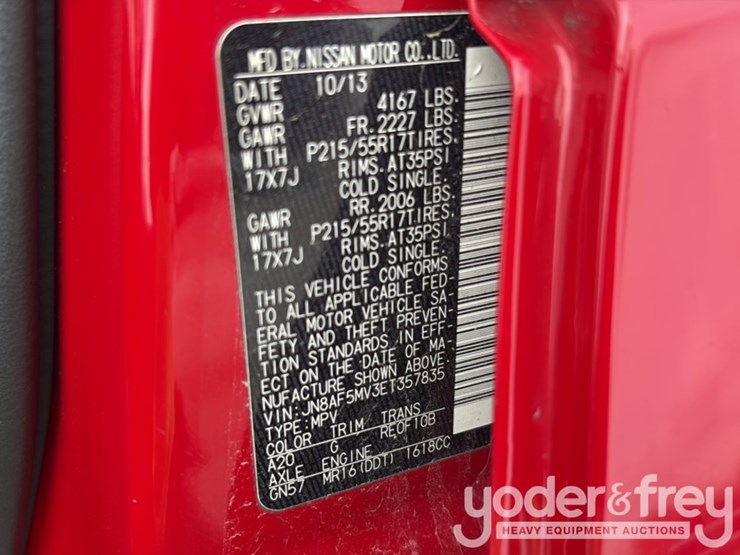 MFD BY.NISSAN MOTOR CO.,LTD.
DATE 10/13
GVWR 4167 LBS.
GAWR FR.2227 LBS.
WITH P215/55R17TIRES.
17X7J RIMS.AT35PSI
COLD SINGLE.
GAWR RR.2006 LBS.
WITH P215/55R17TIRES.
17X7J RIMS.AT35PSI
COLD SINGLE.
THIS VEHICLE CONFORMS
TO ALL APPLICABLE FED-
ERAL MOTOR VEHICLE SA-
FETY AND THEFT PREVEN-
TION STANDARDS IN EFF-
ECT ON THE DATE OF MA-
NUFACTURE SHOWN ABOVE.
VIN:JN8AF5MV3ET357835
TYPE:MPV
COLOR TRIM TRANS
A20 G RE0F10B
AXLE ENGINE
GN57 MR16(DDT) 1618CC
yoder&frey
HEAVY EQUIPMENT AUCTIONS